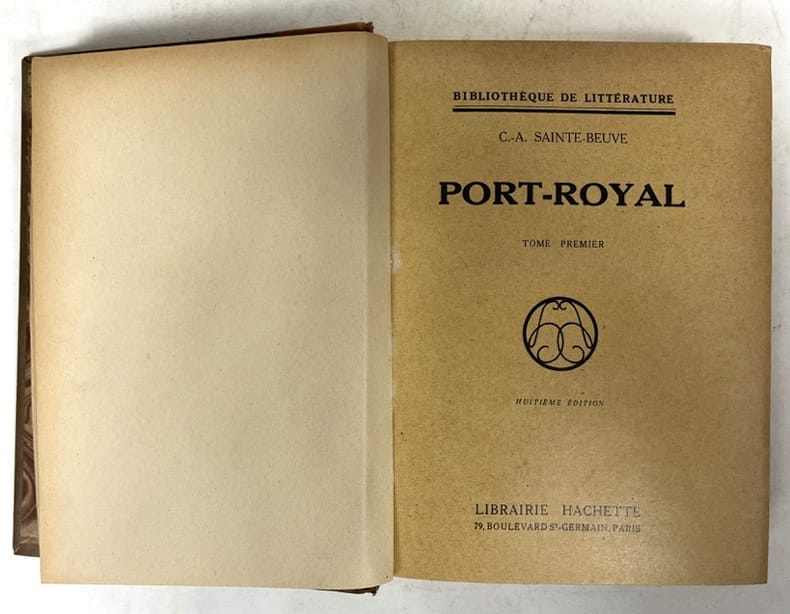 BIBLIOTHÈQUE DE LITTÉRATURE
C.-A. SAINTE-BEUVE
PORT-ROYAL
TOME PREMIER
HUITIÈME ÉDITION
LIBRAIRIE HACHETTE
79, BOULEVARD Sᵗ-GERMAIN, PARIS